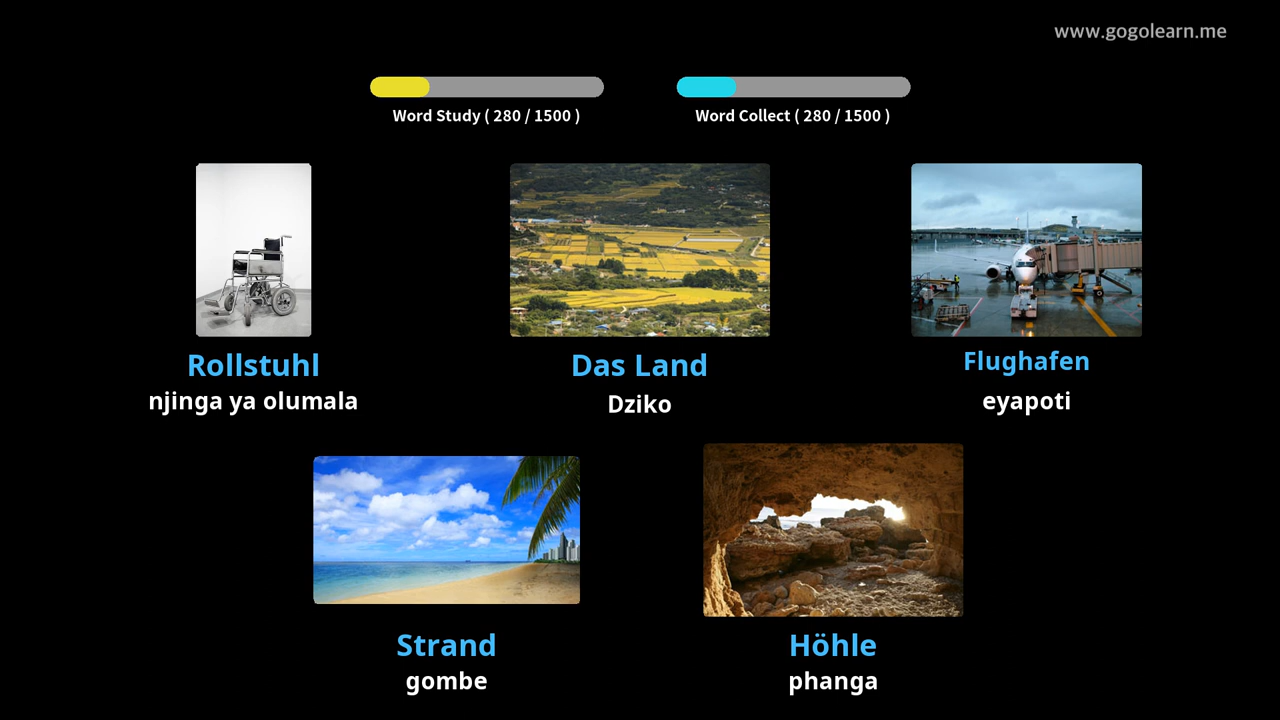 www.gogolearn.me
Word Study ( 280 / 1500 )
Word Collect ( 280 / 1500 )
Rollstuhl
njinga ya olumala
Das Land
Dziko
Flughafen
eyapoti
Strand
gombe
Höhle
phanga